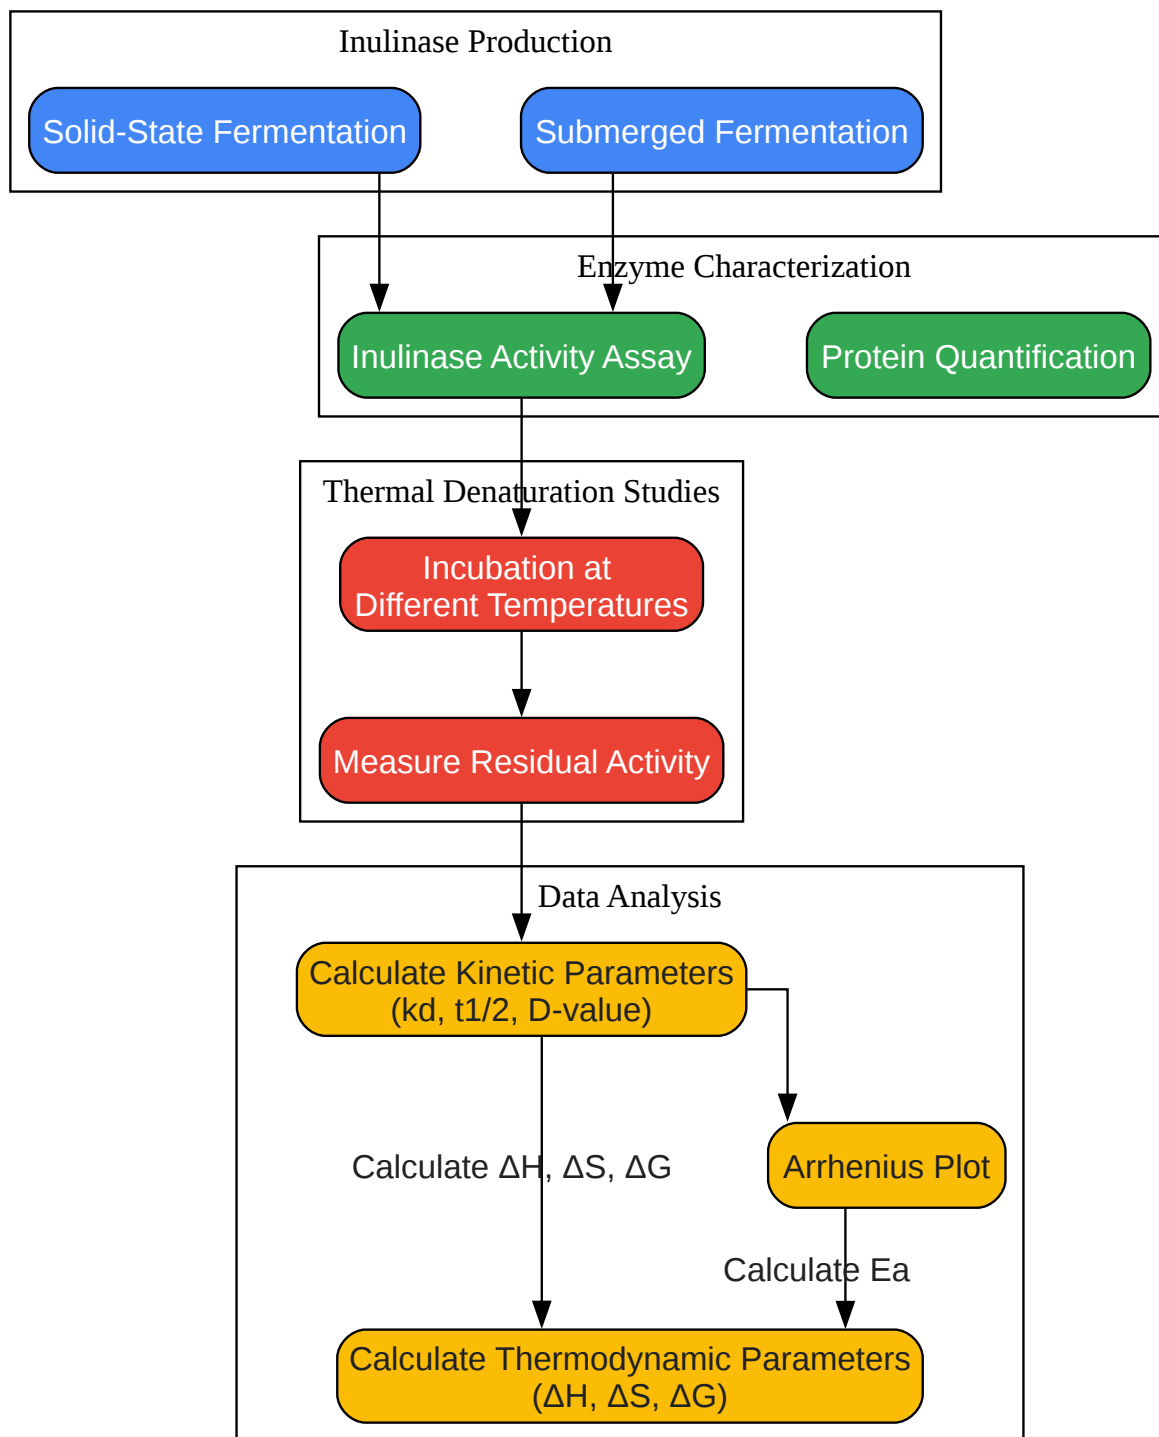 Inulinase Production
Solid-State Fermentation
Submerged Fermentation
Enzyme Characterization
Inulinase Activity Assay
Protein Quantification
Thermal Denaturation Studies
Incubation at
Different Temperatures
Measure Residual Activity
Data Analysis
Calculate Kinetic Parameters
(kd, t1/2, D-value)
Calculate ΔH, ΔS, ΔG
Arrhenius Plot
Calculate Ea
Calculate Thermodynamic Parameters
(ΔH, ΔS, ΔG)